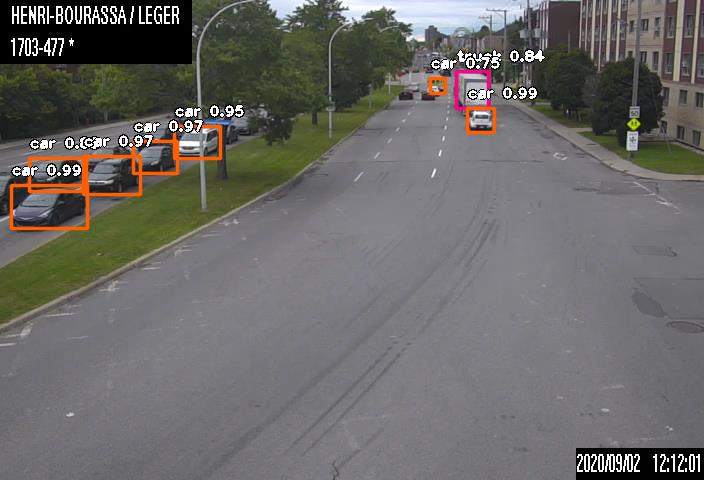 HENRI-BOURASSA / LEGER
1703-477 *
truck 0.84
car 0.75
car 0.99
car 0.95
car 0.97
car 0.97
car 0.99
50
2020/09/02 12:12:01